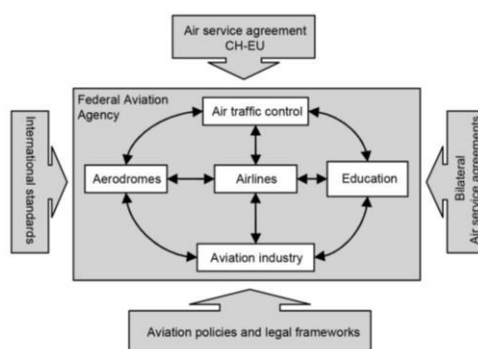 Air service agreement
CH-EU
Federal Aviation
Agency
Air traffic control
International standards
Aerodromes
Airlines
Education
Bilateral
Air service agreements
Aviation industry
Aviation policies and legal frameworks